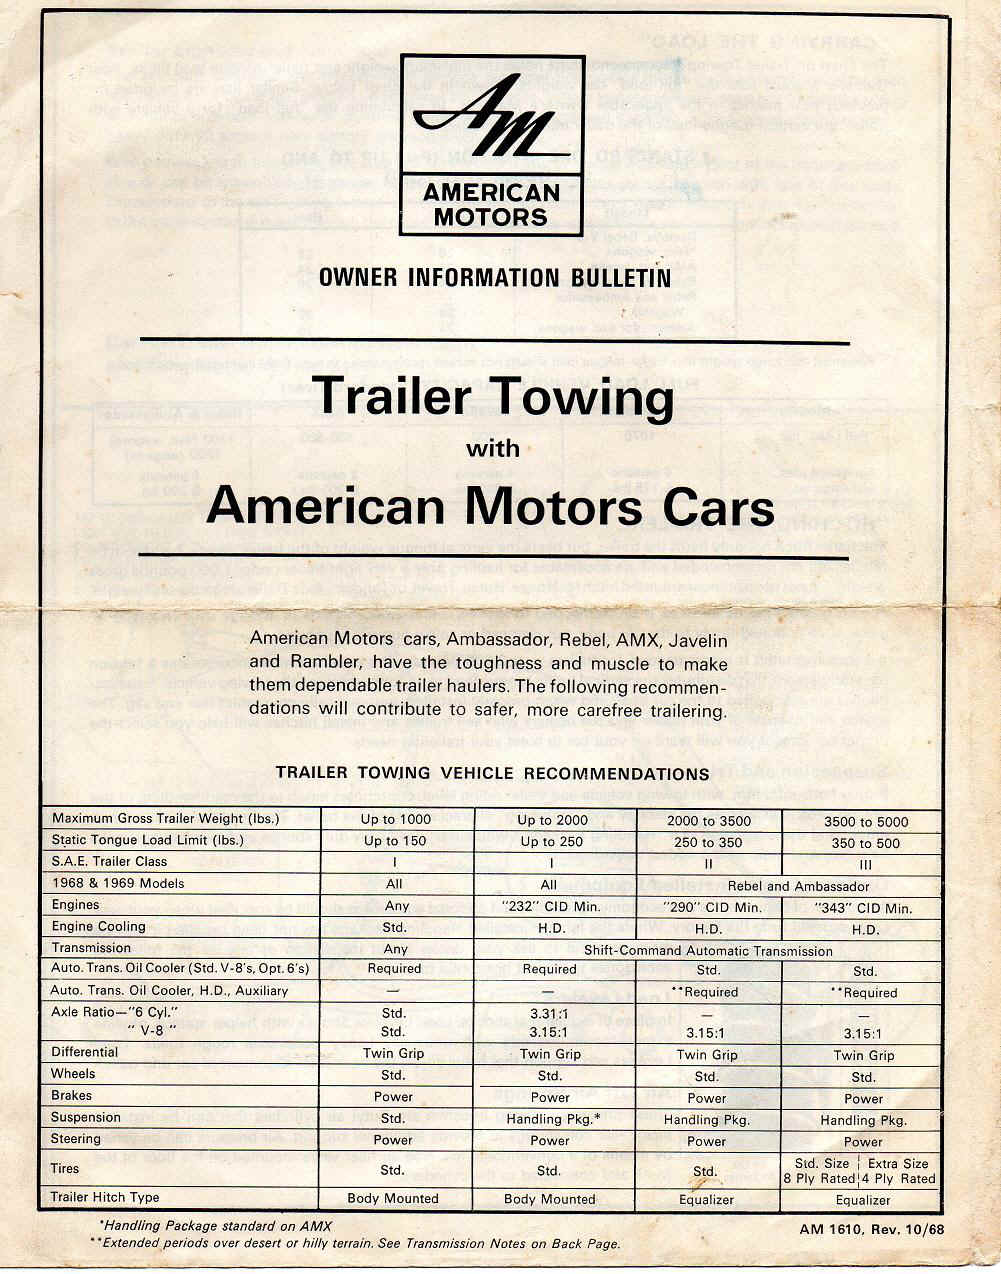 AM
AMERICAN
MOTORS
OWNER INFORMATION BULLETIN
Trailer Towing
with
American Motors Cars
American Motors cars, Ambassador, Rebel, AMX, Javelin
and Rambler, have the toughness and muscle to make
them dependable trailer haulers. The following recommen-
dations will contribute to safer, more carefree trailering.
TRAILER TOWING VEHICLE RECOMMENDATIONS
Maximum Gross Trailer Weight (lbs.) Up to 1000 Up to 2000 2000 to 3500 3500 to 5000
Static Tongue Load Limit (lbs.) Up to 150 Up to 250 250 to 350 350 to 500
S.A.E. Trailer Class I I II III
1968 & 1969 Models All All Rebel and Ambassador
Engines Any "232" CID Min. "290" CID Min. "343" CID Min.
Engine Cooling Std. H.D. H.D. H.D.
Transmission Any Shift-Command Automatic Transmission
Auto. Trans. Oil Cooler (Std. V-8's, Opt. 6's) Required Required Std. Std.
Auto. Trans. Oil Cooler, H.D., Auxiliary — — **Required **Required
Axle Ratio—"6 Cyl." Std. 3.31:1 — —
" V-8 " Std. 3.15:1 3.15:1 3.15:1
Differential Twin Grip Twin Grip Twin Grip Twin Grip
Wheels Std. Std. Std. Std.
Brakes Power Power Power Power
Suspension Std. Handling Pkg.* Handling Pkg. Handling Pkg.
Steering Power Power Power Power
Tires Std. Std. Std. Std. Size Extra Size
8 Ply Rated 4 Ply Rated
Trailer Hitch Type Body Mounted Body Mounted Equalizer Equalizer
*Handling Package standard on AMX AM 1610, Rev. 10/68
**Extended periods over desert or hilly terrain. See Transmission Notes on Back Page.